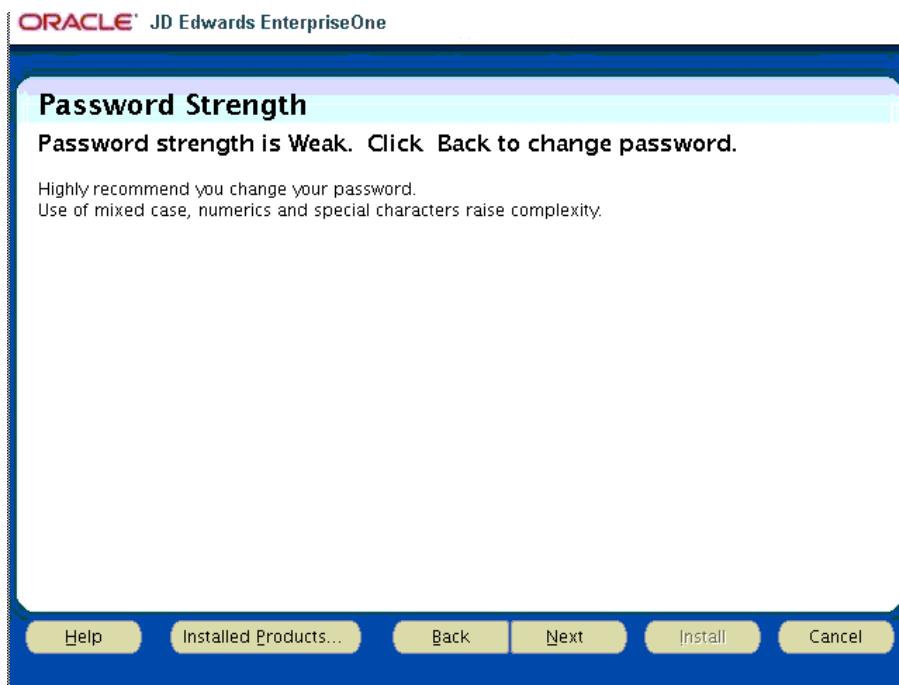 ORACLE® JD Edwards EnterpriseOne
Password Strength
Password strength is Weak. Click Back to change password.
Highly recommend you change your password.
Use of mixed case, numerics and special characters raise complexity.
Help Installed Products... Back Next Install Cancel